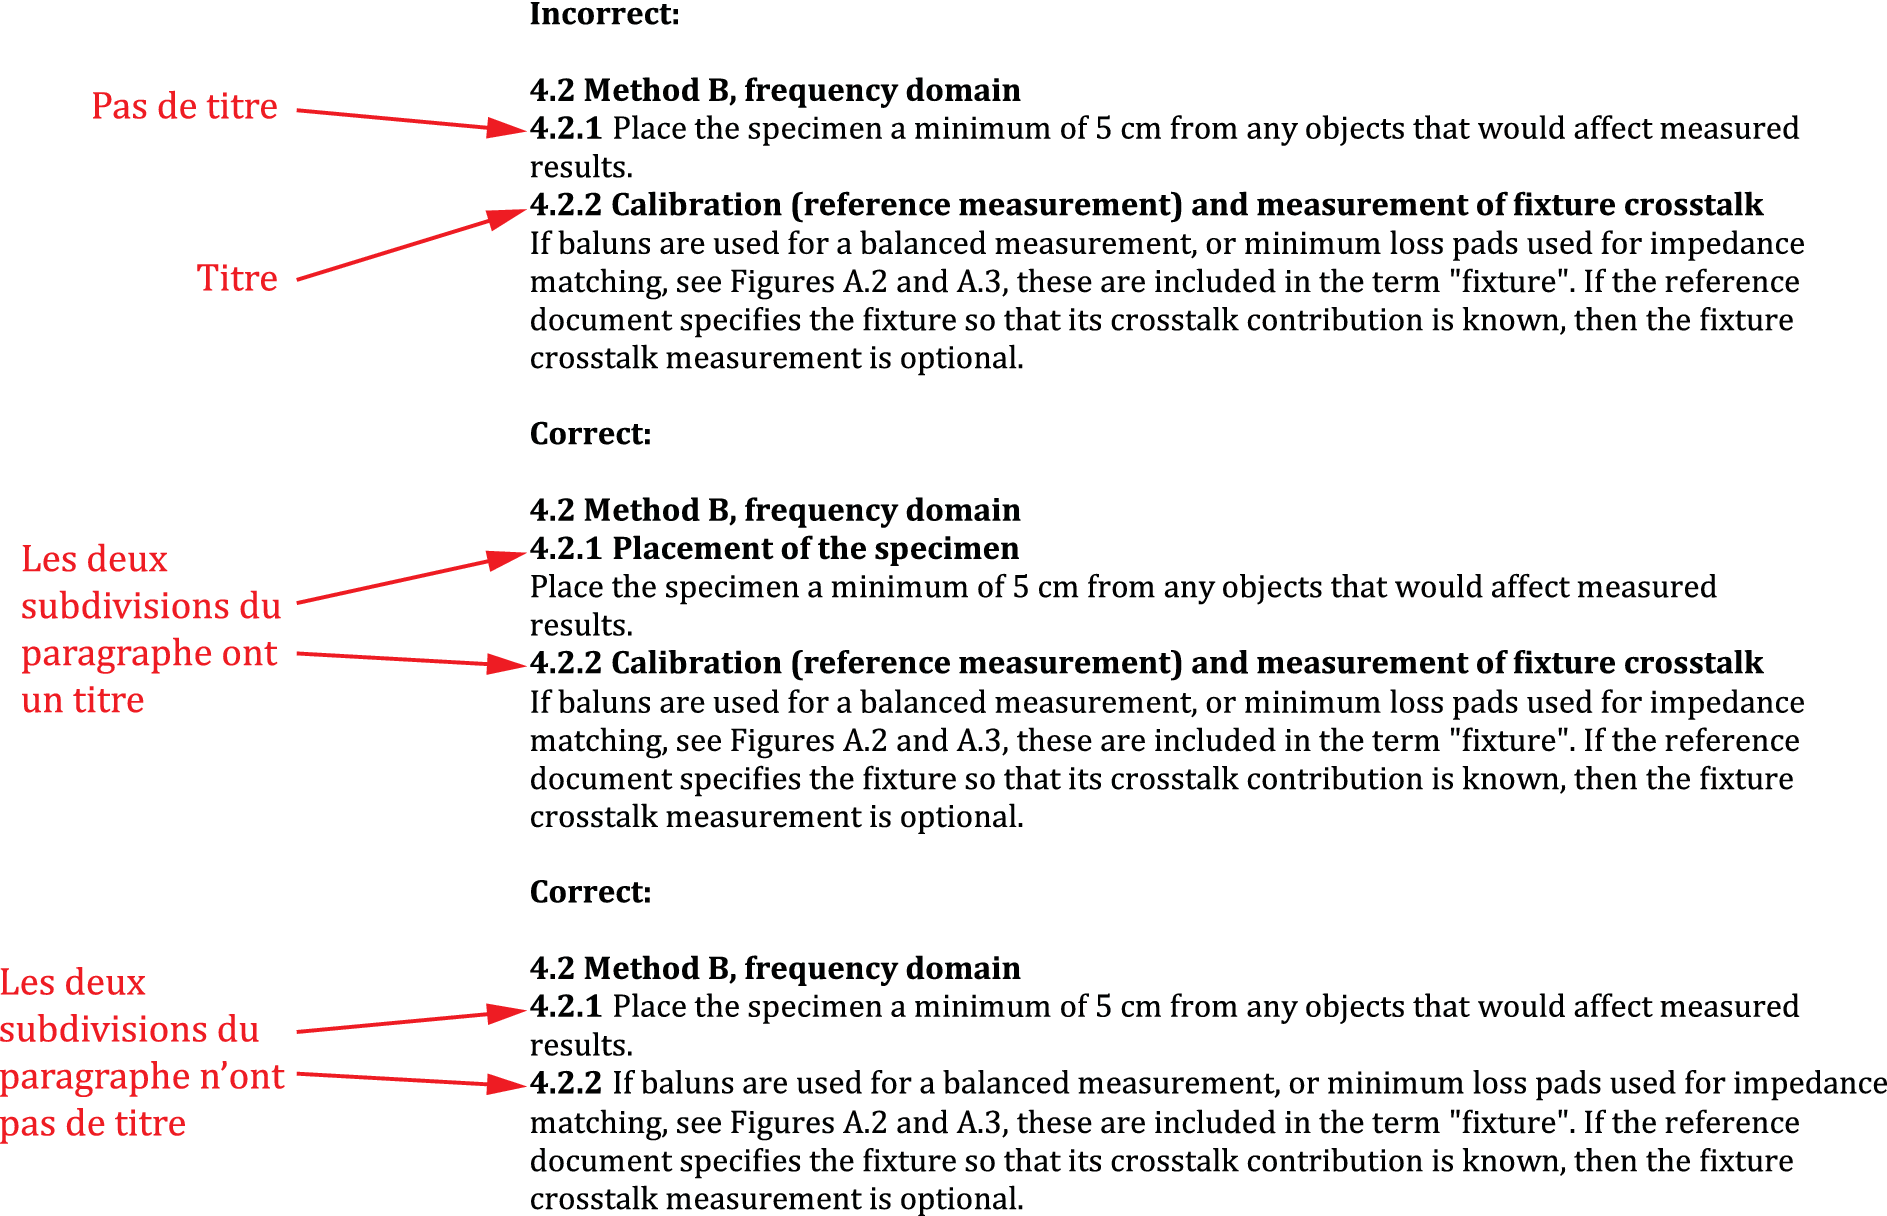 Incorrect:
4.2 Method B, frequency domain
Pas de titre
4.2.1 Place the specimen a minimum of 5 cm from any objects that would affect measured
results.
4.2.2 Calibration (reference measurement) and measurement of fixture crosstalk
Titre
If baluns are used for a balanced measurement, or minimum loss pads used for impedance
matching, see Figures A.2 and A.3, these are included in the term "fixture". If the reference
document specifies the fixture so that its crosstalk contribution is known, then the fixture
crosstalk measurement is optional.
Correct:
4.2 Method B, frequency domain
Les deux
subdivisions du
paragraphe ont
un titre
4.2.1 Placement of the specimen
Place the specimen a minimum of 5 cm from any objects that would affect measured
results.
4.2.2 Calibration (reference measurement) and measurement of fixture crosstalk
If baluns are used for a balanced measurement, or minimum loss pads used for impedance
matching, see Figures A.2 and A.3, these are included in the term "fixture". If the reference
document specifies the fixture so that its crosstalk contribution is known, then the fixture
crosstalk measurement is optional.
Correct:
4.2 Method B, frequency domain
Les deux
subdivisions du
paragraphe n’ont
pas de titre
4.2.1 Place the specimen a minimum of 5 cm from any objects that would affect measured
results.
4.2.2 If baluns are used for a balanced measurement, or minimum loss pads used for impedance
matching, see Figures A.2 and A.3, these are included in the term "fixture". If the reference
document specifies the fixture so that its crosstalk contribution is known, then the fixture
crosstalk measurement is optional.